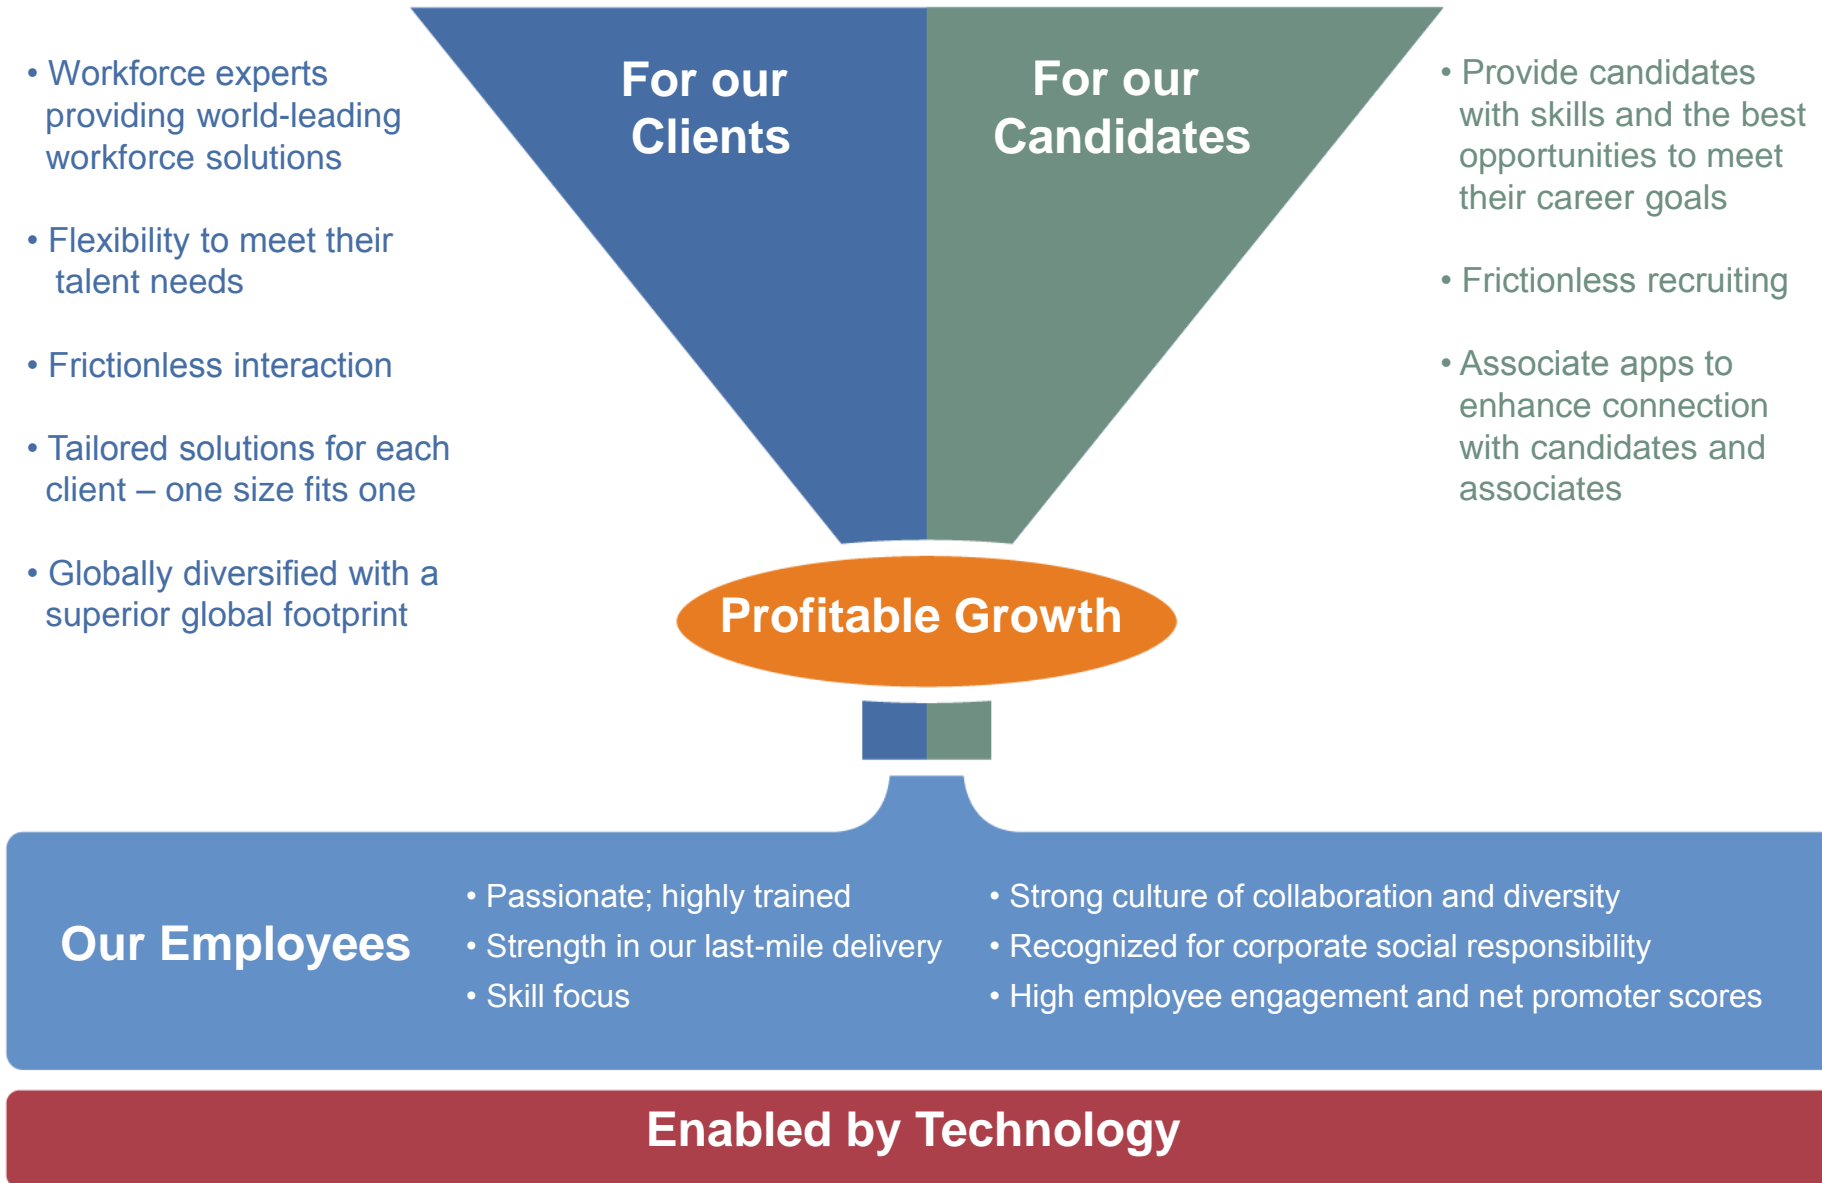 • Workforce experts
providing world-leading
workforce solutions
• Flexibility to meet their
talent needs
• Frictionless interaction
• Tailored solutions for each
client – one size fits one
• Globally diversified with a
superior global footprint
For our
Clients
For our
Candidates
• Provide candidates
with skills and the best
opportunities to meet
their career goals
• Frictionless recruiting
• Associate apps to
enhance connection
with candidates and
associates
Profitable Growth
Our Employees
• Passionate; highly trained
• Strength in our last-mile delivery
• Skill focus
• Strong culture of collaboration and diversity
• Recognized for corporate social responsibility
• High employee engagement and net promoter scores
Enabled by Technology